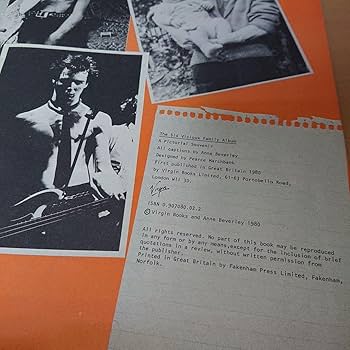 The Sid Vicious Family Album
A Pictorial Souvenir
All captions by Anne Beverley
Designed by Pearce Marchbank
First published in Great Britain 1980
by Virgin Books Limited, 61-63 Portobello Road,
London W11 3D.
Virgin
ISBN 0.907080.02.2
© Virgin Books and Anne Beverley 1980
All rights reserved. No part of this book may be reproduced
in any form or by any means,except for the inclusion of brief
quotations in a review, without written permission from
the publisher.
Printed in Great Britain by Fakenham Press Limited, Fakenham,
Norfolk.